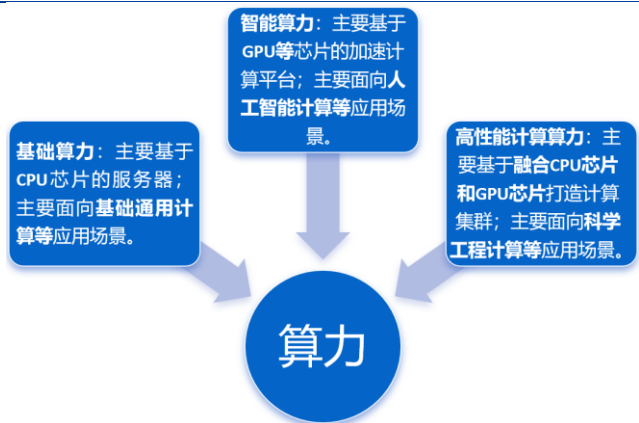 智能算力：主要基于
GPU等芯片的加速计
算平台；主要面向人
工智能计算等应用场
景。
基础算力：主要基于
CPU芯片的服务器；
主要面向基础通用计
算等应用场景。
高性能计算算力：主
要基于融合CPU芯片
和GPU芯片打造计算
集群；主要面向科学
工程计算等应用场景。
算力